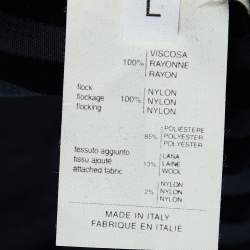 L
VISCOSA
100% RAYONNE
RAYON
flock NYLON
flockage 100% NYLON
flocking NYLON
POLIESTERE
85% POLYESTER
POLYESTER
tessuto aggiunto LANA
tissu ajouté 13% LAINE
attached fabric WOOL
NYLON
2% NYLON
NYLON
MADE IN ITALY
FABRIQUE EN ITALIE